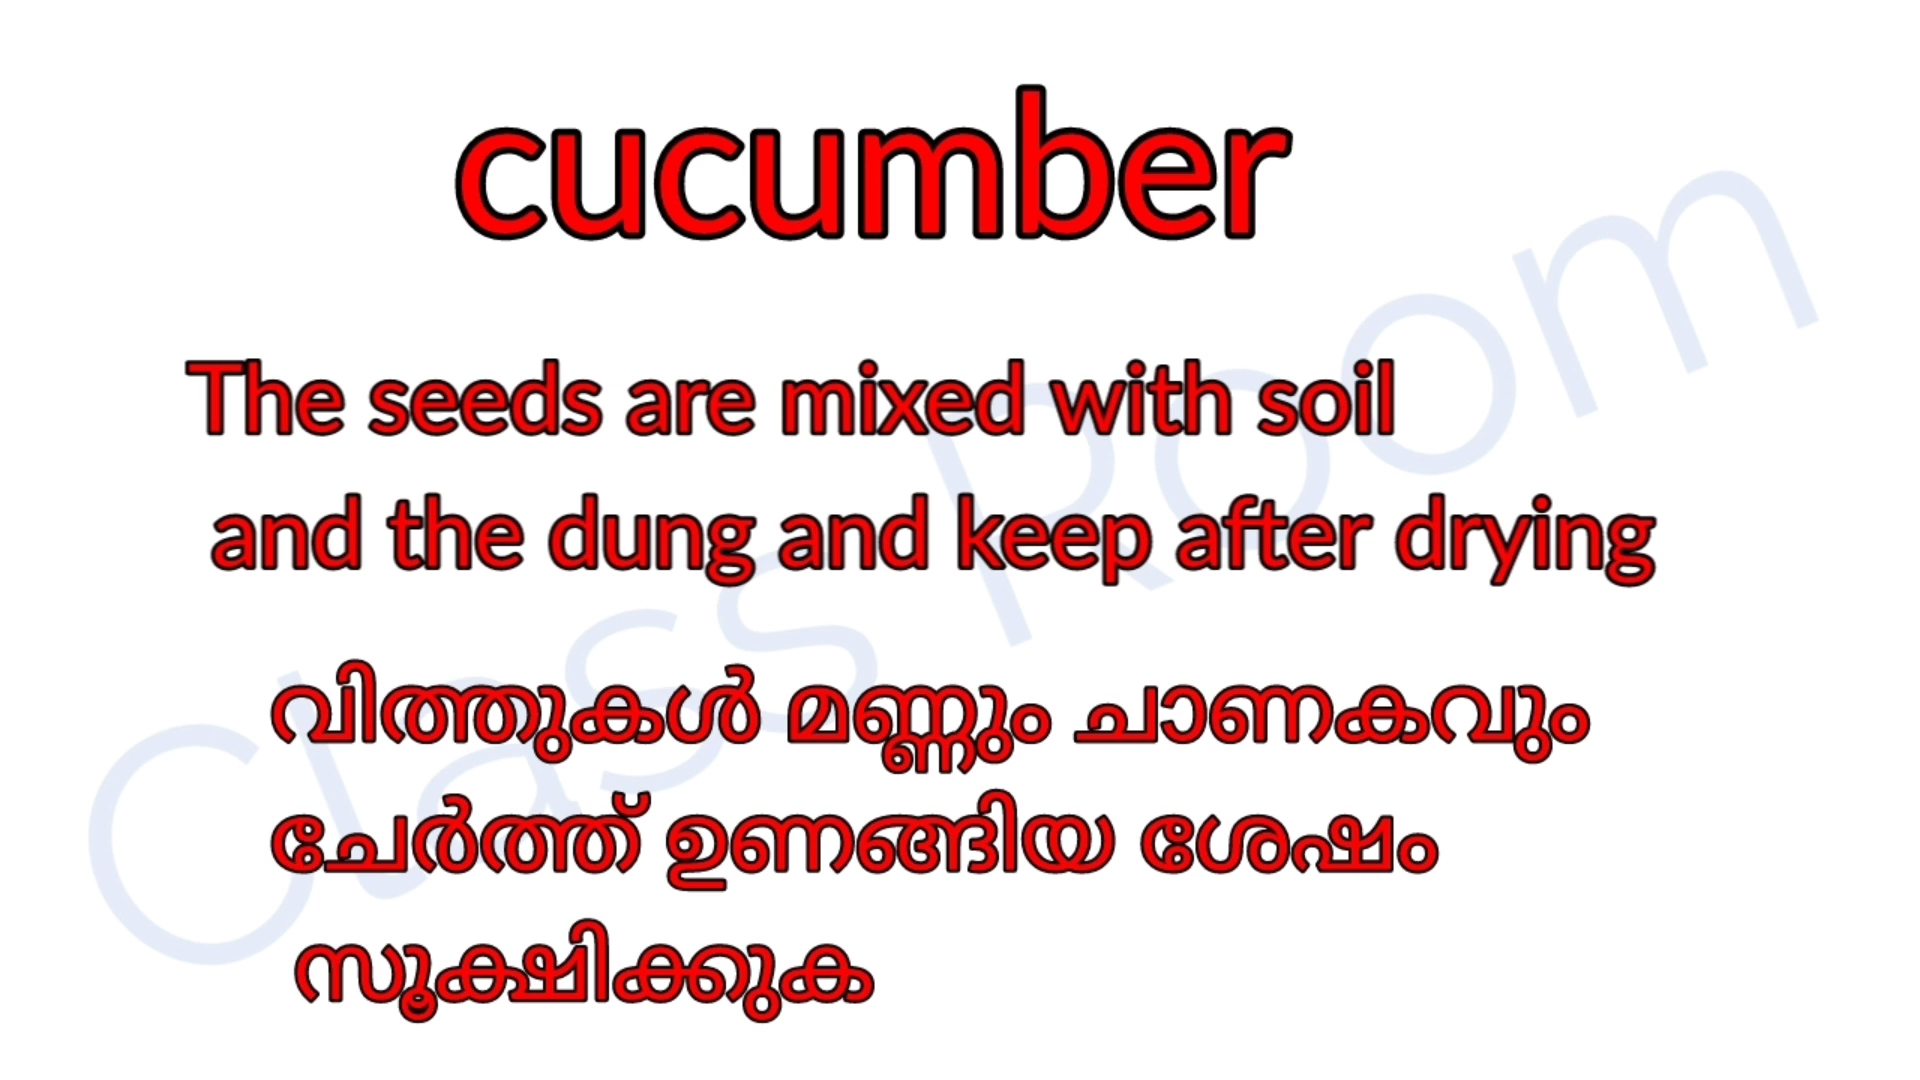 cucumber
The seeds are mixed with soil
and the dung and keep after drying
വിത്തുകൾ മണ്ണും ചാണകവും
ചേർത്ത് ഉണങ്ങിയ ശേഷം
സൂക്ഷിക്കുക
Class Room